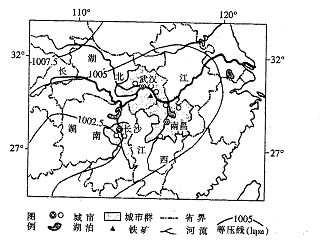 110° 120°
32° 32°
27° 27°
1007.5
1005
1002.5
湖 北
武汉
长 江
湖 南
长沙
南昌
江 西
图 城市 城市群 省界 1005
例 湖泊 铁矿 河流 等压线(hpa)